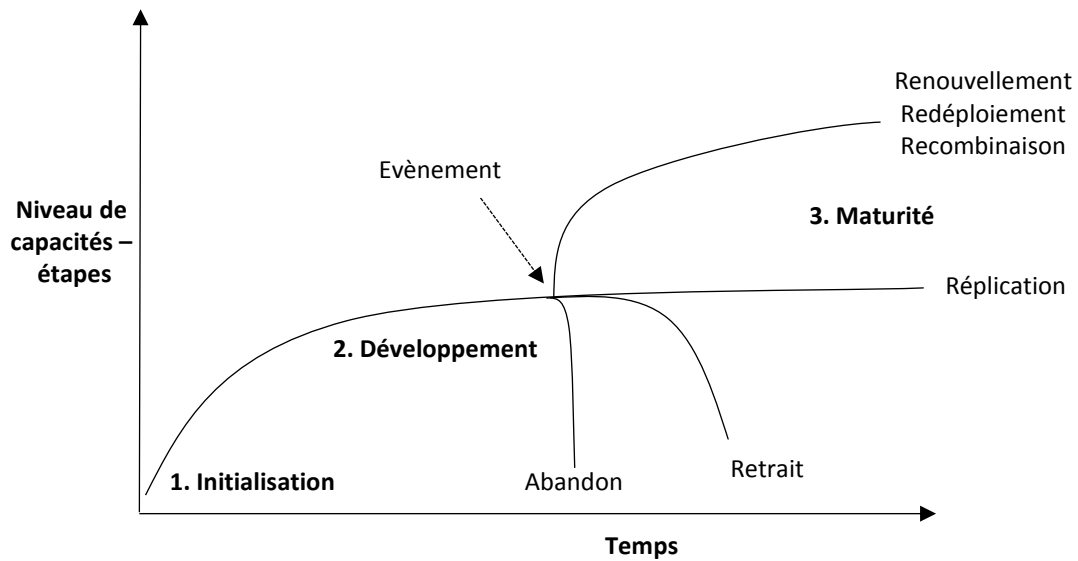 Renouvellement
Redéploiement
Recombinaison
Evènement
Niveau de
capacités –
étapes
3. Maturité
Réplication
2. Développement
Retrait
1. Initialisation
Abandon
Temps